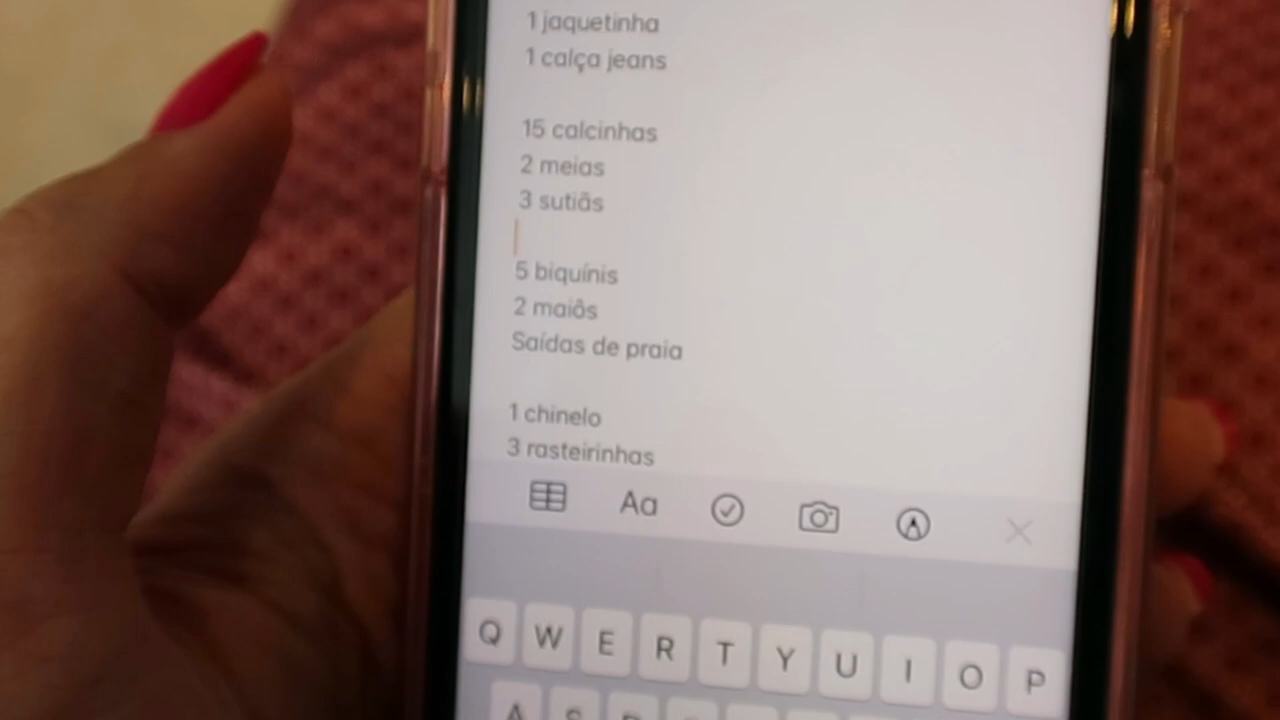 1 jaquetinha
1 calça jeans
15 calcinhas
2 meias
3 sutiãs
5 biquínis
2 maiôs
Saídas de praia
1 chinelo
3 rasteirinhas
Aa
Q W E R T Y U I O P
A S